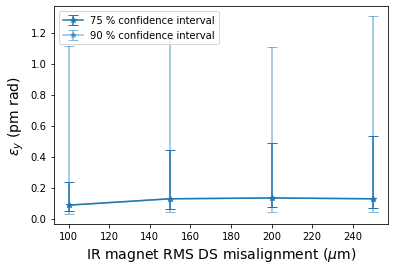 75 % confidence interval
90 % confidence interval
1.2
1.0
0.8
0.6
0.4
0.2
0.0
ϵy (pm rad)
100 120 140 160 180 200 220 240
IR magnet RMS DS misalignment (μm)